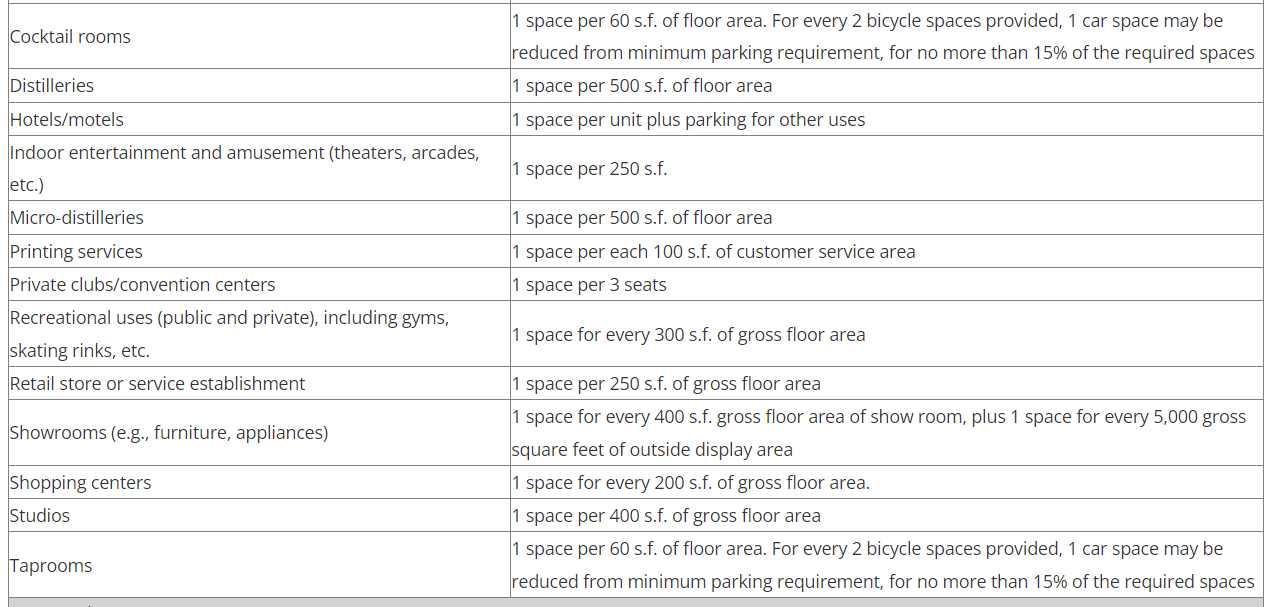 Cocktail rooms
1 space per 60 s.f. of floor area. For every 2 bicycle spaces provided, 1 car space may be
reduced from minimum parking requirement, for no more than 15% of the required spaces
Distilleries
1 space per 500 s.f. of floor area
Hotels/motels
1 space per unit plus parking for other uses
Indoor entertainment and amusement (theaters, arcades,
etc.)
1 space per 250 s.f.
Micro-distilleries
1 space per 500 s.f. of floor area
Printing services
1 space per each 100 s.f. of customer service area
Private clubs/convention centers
1 space per 3 seats
Recreational uses (public and private), including gyms,
skating rinks, etc.
1 space for every 300 s.f. of gross floor area
Retail store or service establishment
1 space per 250 s.f. of gross floor area
Showrooms (e.g., furniture, appliances)
1 space for every 400 s.f. gross floor area of show room, plus 1 space for every 5,000 gross
square feet of outside display area
Shopping centers
1 space for every 200 s.f. of gross floor area.
Studios
1 space per 400 s.f. of gross floor area
Taprooms
1 space per 60 s.f. of floor area. For every 2 bicycle spaces provided, 1 car space may be
reduced from minimum parking requirement, for no more than 15% of the required spaces